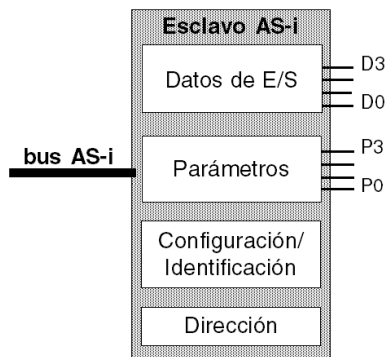 Esclavo AS-i
Datos de E/S
D3
D0
bus AS-i
Parámetros
P3
P0
Configuración/
Identificación
Dirección